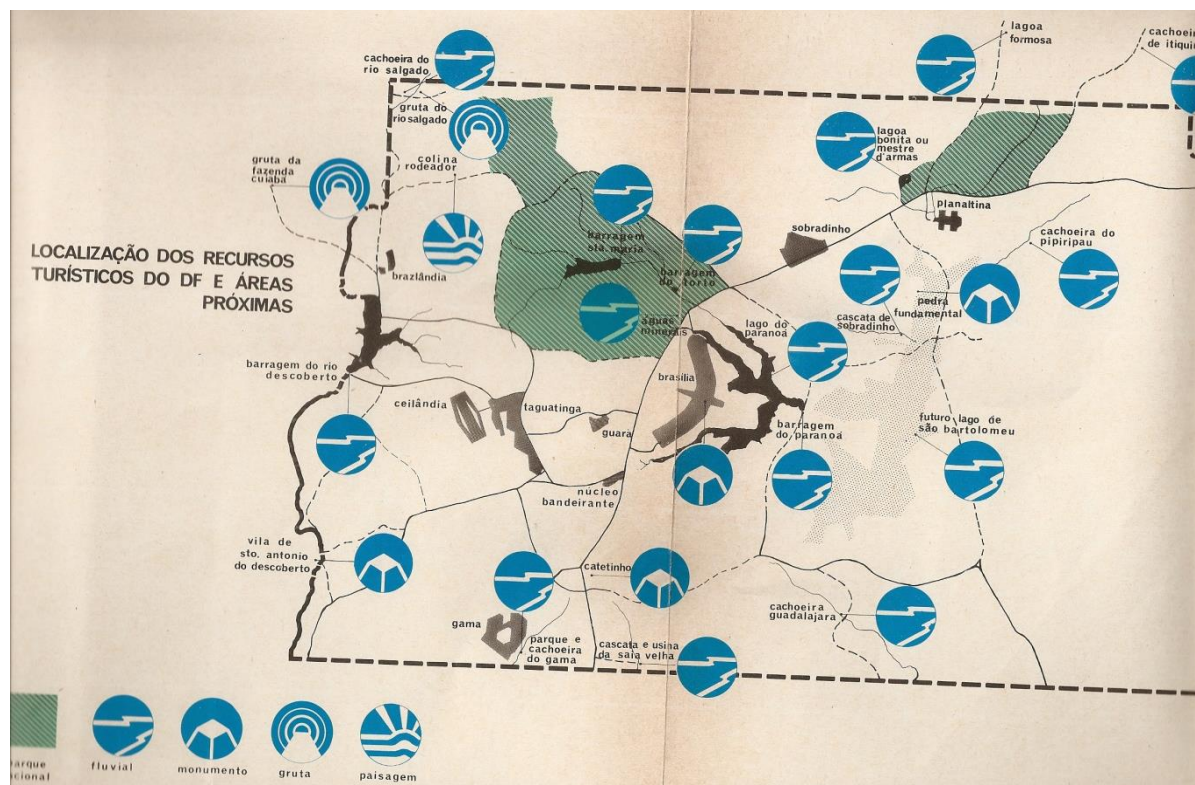 cachoeira do
rio salgado
lagoa
formosa
cachoei
de itiqui
gruta do
rio salgado
lagoa
bonita ou
mestre
d'armas
gruta da
fazenda
cuiabá
colina
rodeador
planaltina
cachoeira do
pipiripau
LOCALIZAÇÃO DOS RECURSOS
TURÍSTICOS DO DF E ÁREAS
PRÓXIMAS
barragem
sta maria
sobradinho
brazlândia
barragem
do torto
pedra
fundamental
águas
minerais
lago do
paranoá
cascata de
sobradinho
barragem do rio
descoberto
brasília
ceilândia
taguatinga
guará
barragem
do paranoá
futuro lago de
são bartolomeu
núcleo
bandeirante
vila de
sto. antonio
do descoberto
catetinho
cachoeira
guadalajara
gama
parque e
cachoeira
do gama
cascata e usina
da saia velha
arque
cional
fluvial
monumento
gruta
paisagem